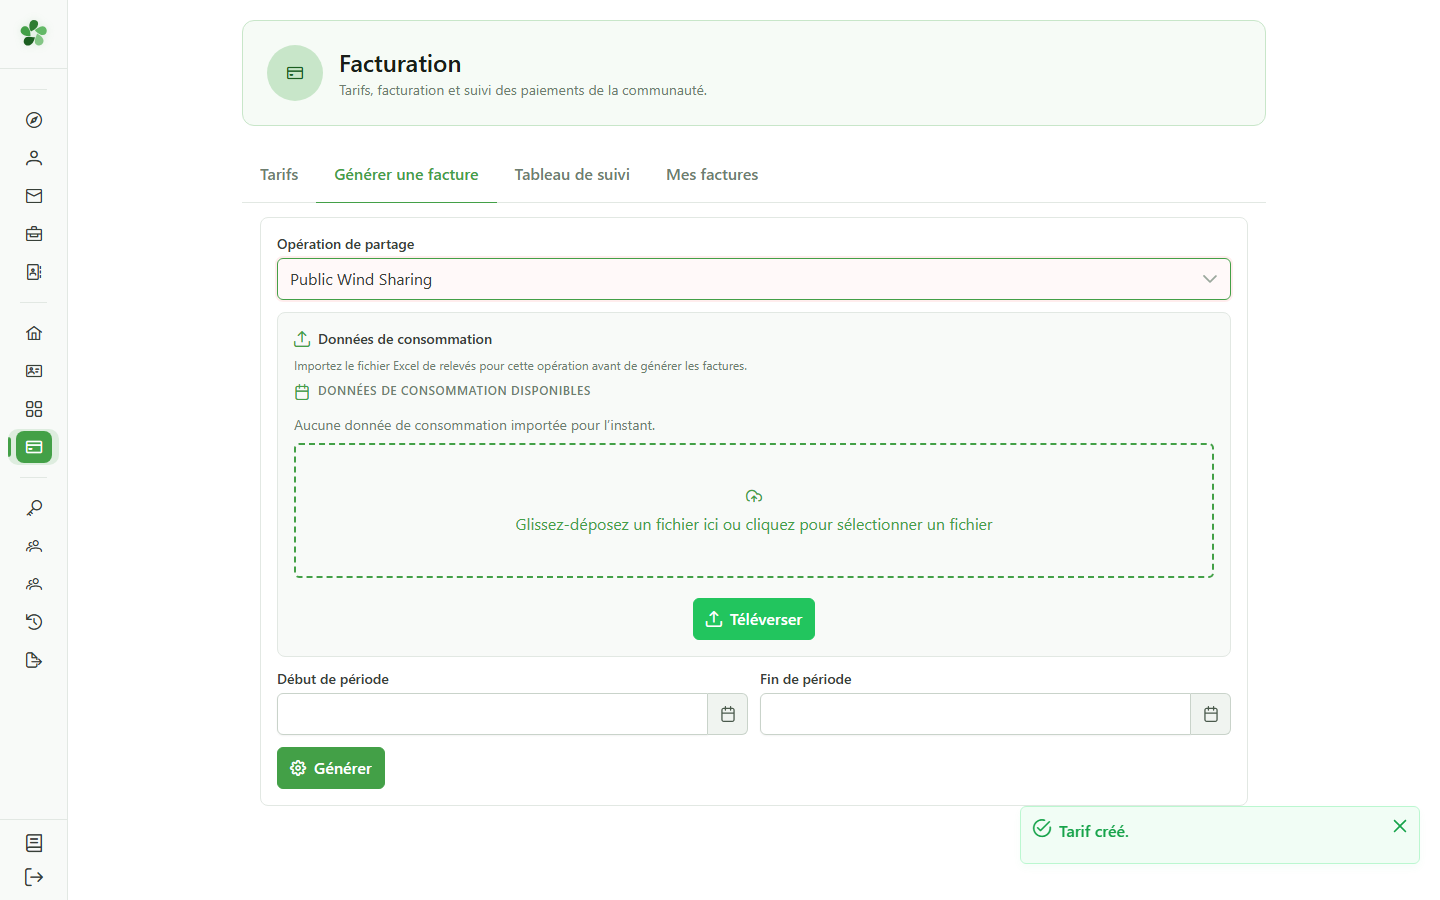 Facturation
Tarifs, facturation et suivi des paiements de la communauté.
Tarifs
Générer une facture
Tableau de suivi
Mes factures
Opération de partage
Public Wind Sharing
Données de consommation
Importez le fichier Excel de relevés pour cette opération avant de générer les factures.
DONNÉES DE CONSOMMATION DISPONIBLES
Aucune donnée de consommation importée pour l’instant.
Glissez-déposez un fichier ici ou cliquez pour sélectionner un fichier
Téléverser
Début de période
Fin de période
Générer
Tarif créé.